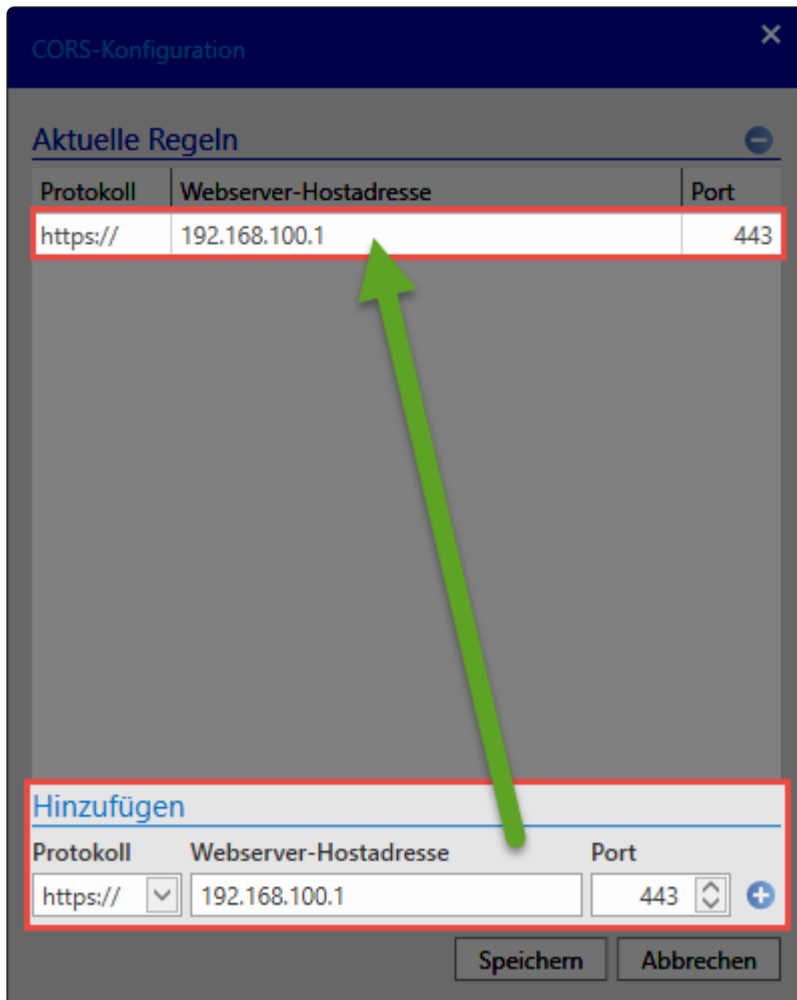 CORS-Konfiguration
Aktuelle Regeln
Protokoll Webserver-Hostadresse Port
https:// 192.168.100.1 443
Hinzufügen
Protokoll Webserver-Hostadresse Port
https:// 192.168.100.1 443
Speichern Abbrechen